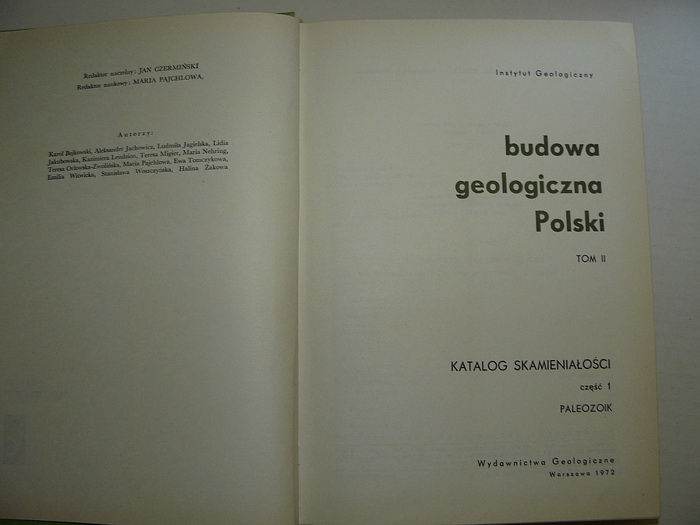 Redaktor naczelny: JAN CZERMIŃSKI
Redaktor naukowy: MARIA PAJCHLOWA,
Autorzy:
Karol Bojkowski, Aleksander Jachowicz, Ludmiła Jagielska, Lidia
Jakubowska, Kazimiera Lendzion, Teresa Migier, Maria Nehring,
Teresa Orłowska-Zwolińska, Maria Pajchlowa, Ewa Tomczykowa,
Emilia Witwicka, Stanisława Woszczyńska, Halina Żakowa
Instytut Geologiczny
budowa
geologiczna
Polski
TOM II
KATALOG SKAMIENIAŁOŚCI
część 1
PALEOZOIK
Wydawnictwa Geologiczne
Warszawa 1972